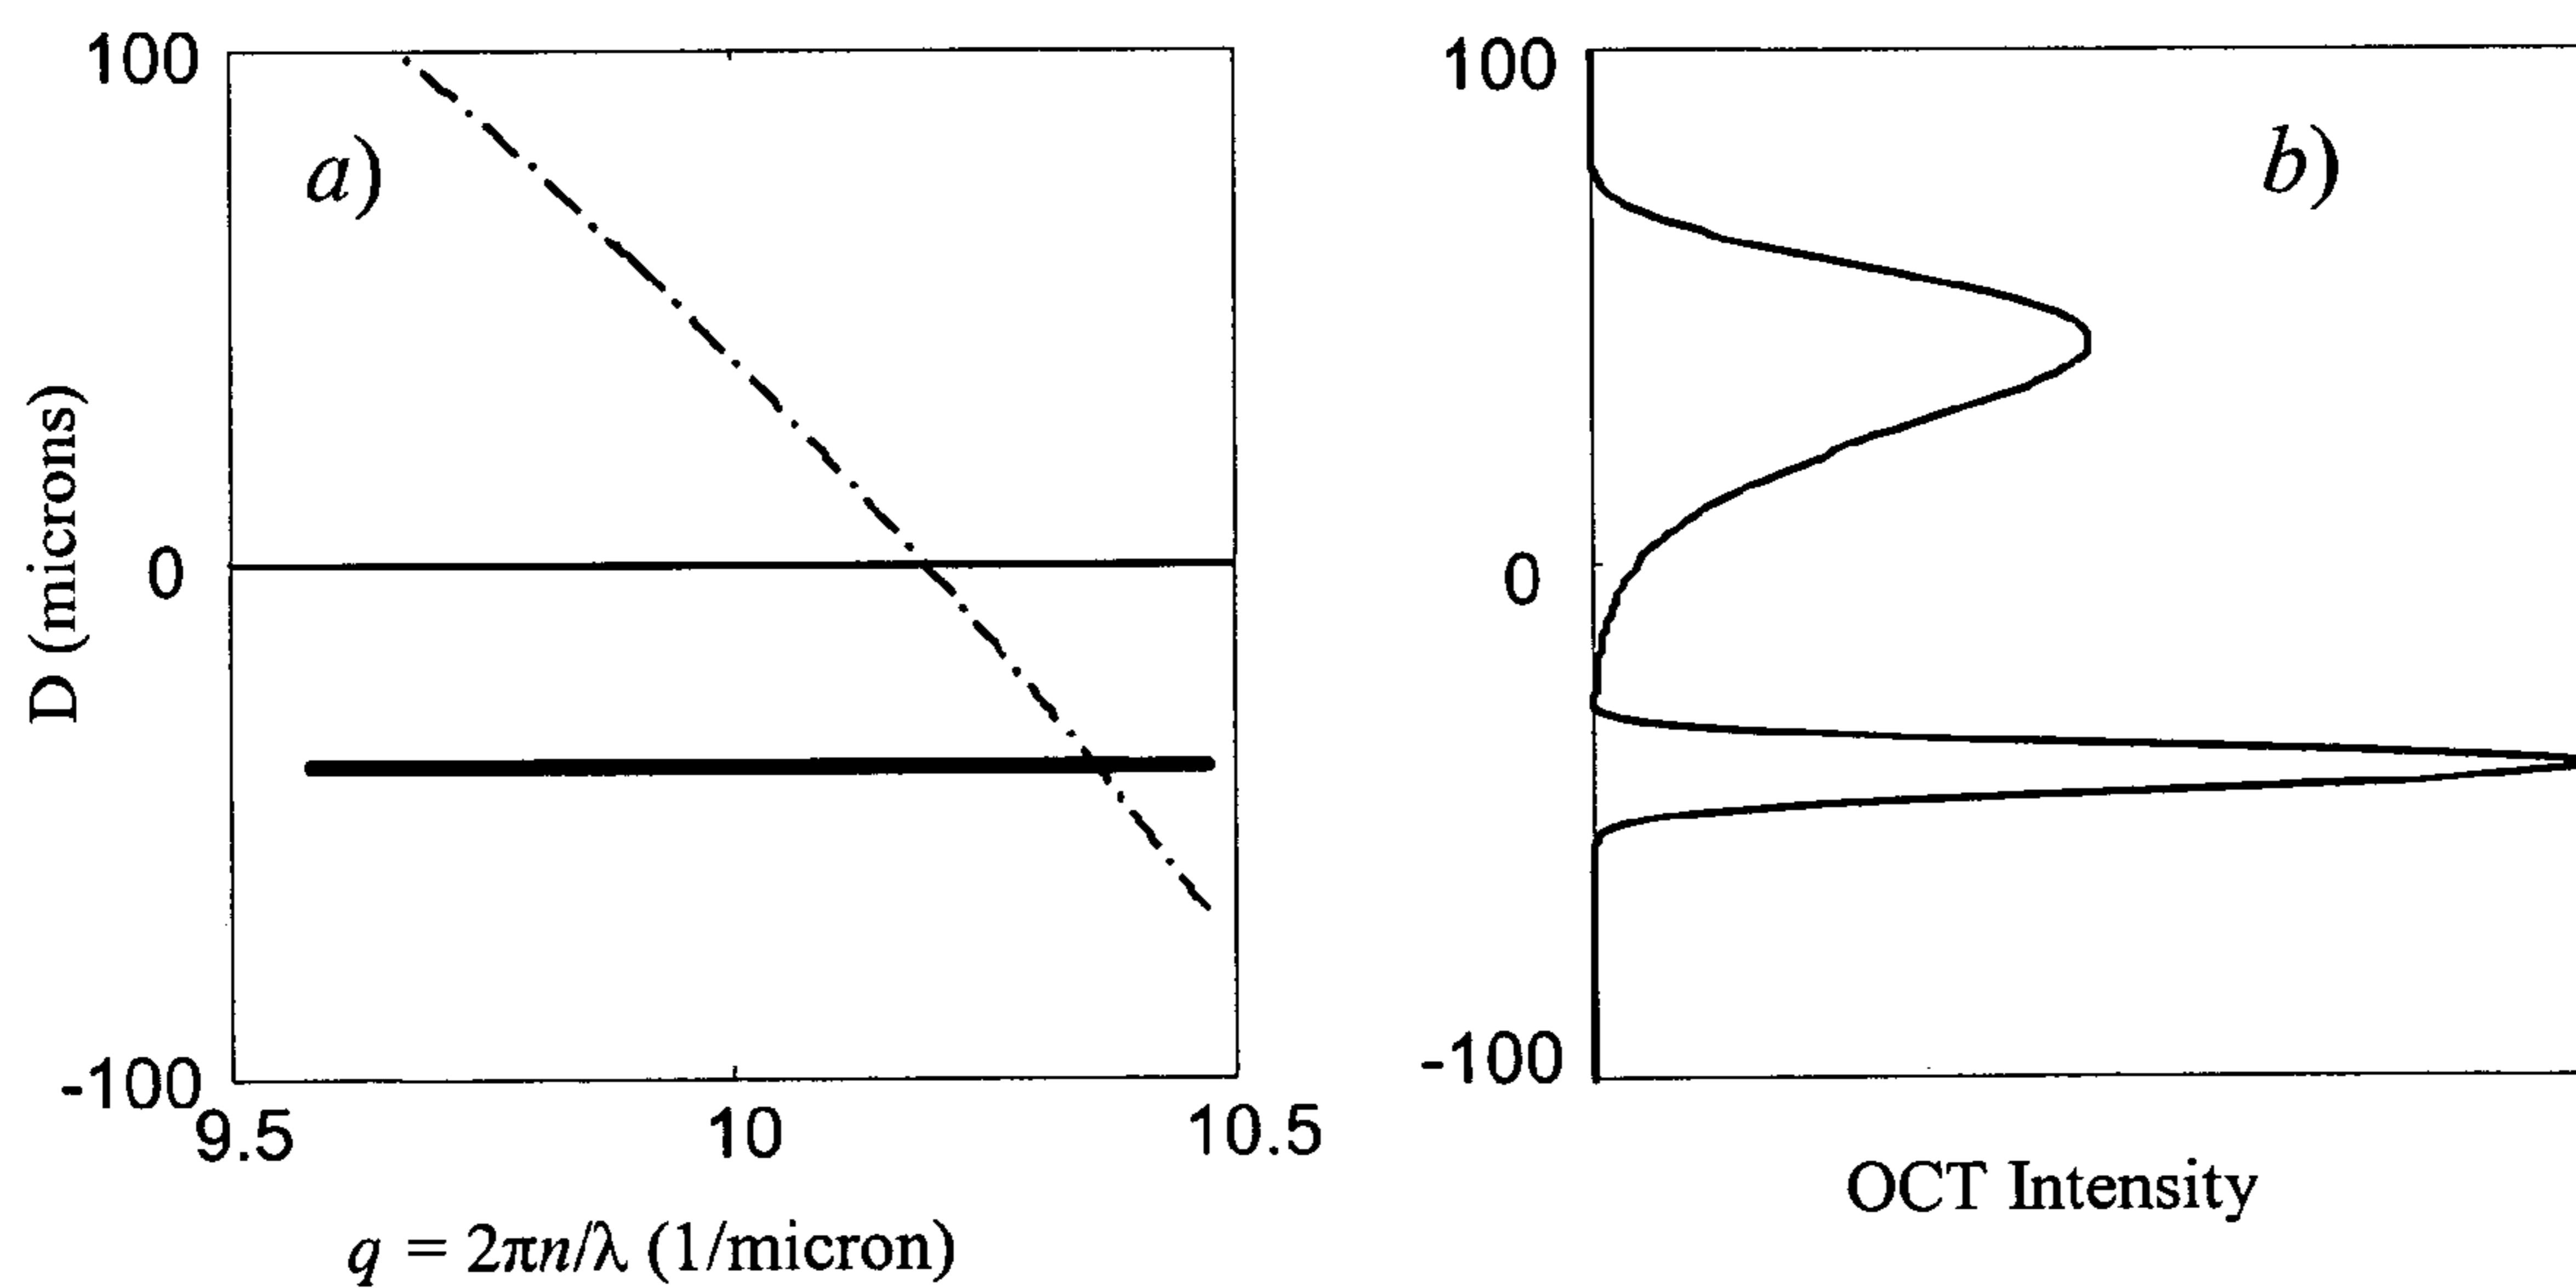 100
a)
D (microns)
0
-100
9.5 10 10.5
q = 2πn/λ (1/micron)
100
b)
0
-100
OCT Intensity